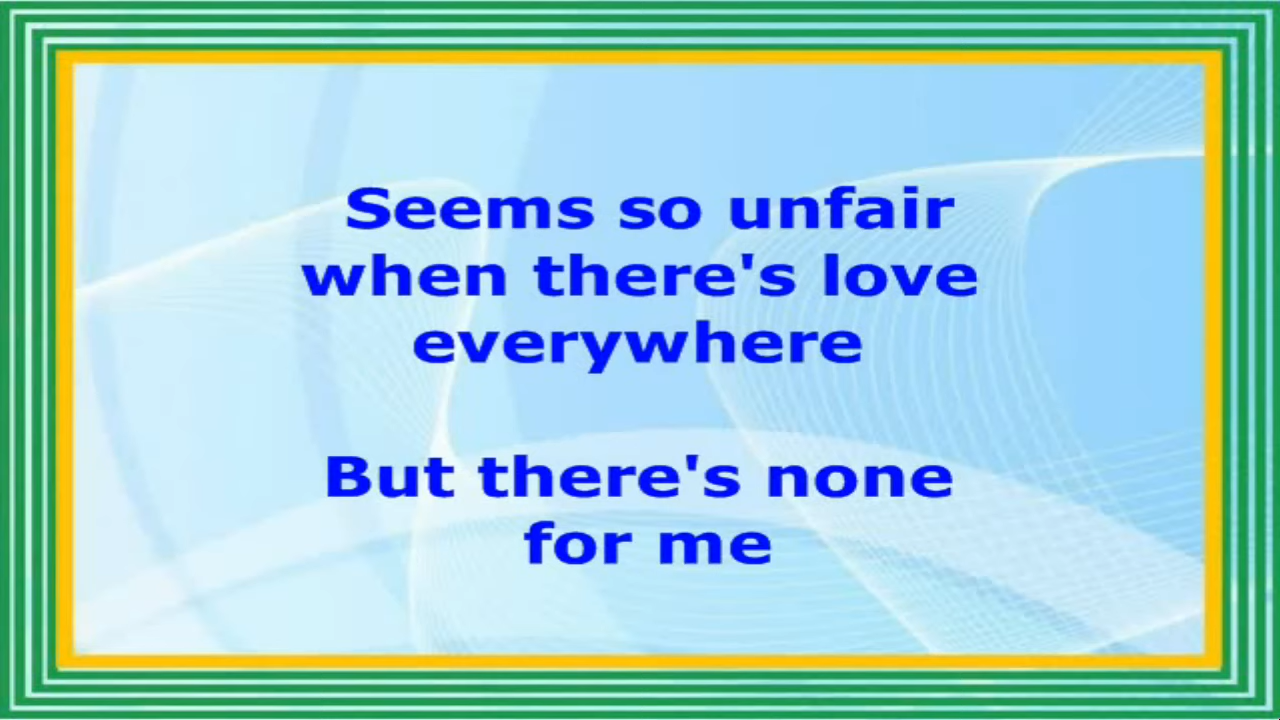 Seems so unfair
when there's love
everywhere
But there's none
for me